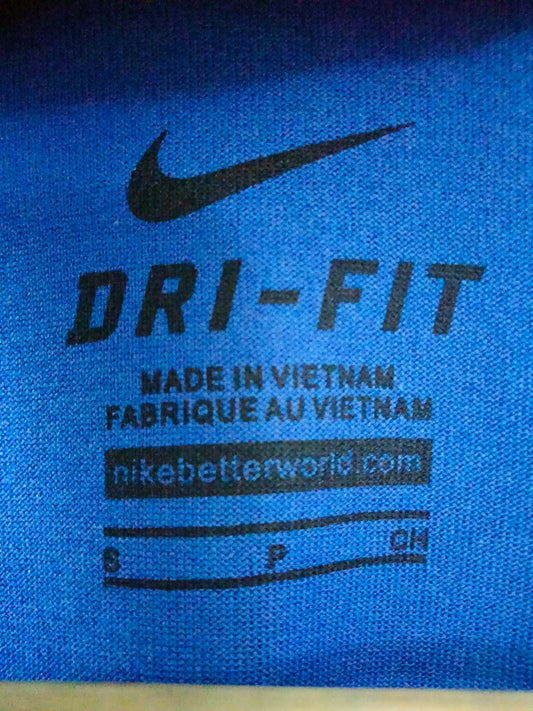 DRI-FIT
MADE IN VIETNAM
FABRIQUE AU VIETNAM
nikebetterworld.com
S P CH